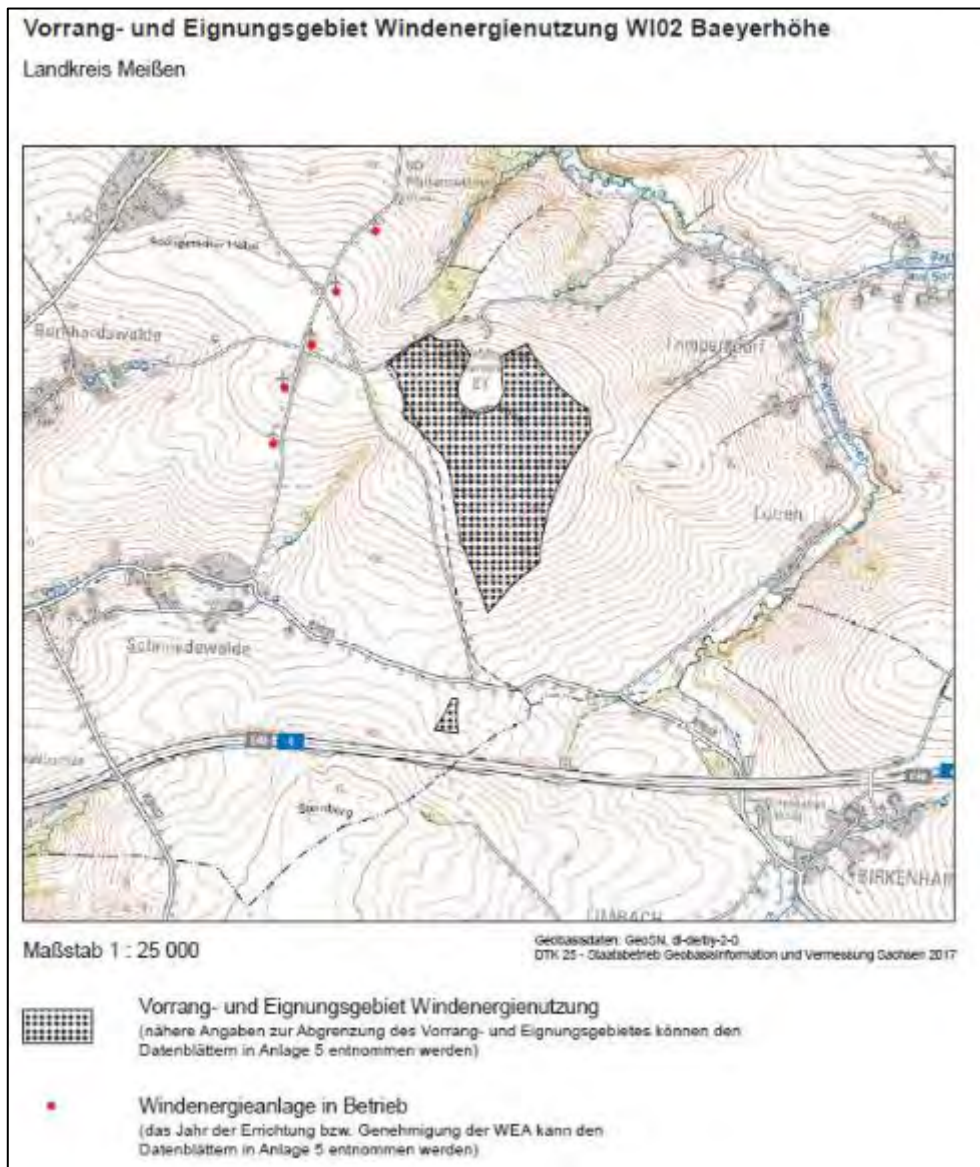 Vorrang- und Eignungsgebiet Windenergienutzung WI02 Baeyerhöhe
Landkreis Meißen
Burkhardswalde
Lampersdorf
Lotzen
Schmiedewalde
4
Steinberg
BIRKENHAIN
LIMBACH
Maßstab 1 : 25 000
Geobasisdaten: GeoSN, dl-de/by-2-0
DTK 25 - Staatsbetrieb Geobasisinformation und Vermessung Sachsen 2017
Vorrang- und Eignungsgebiet Windenergienutzung
(nähere Angaben zur Abgrenzung des Vorrang- und Eignungsgebietes können den
Datenblättern in Anlage 5 entnommen werden)
Windenergieanlage in Betrieb
(das Jahr der Errichtung bzw. Genehmigung der WEA kann den
Datenblättern in Anlage 5 entnommen werden)